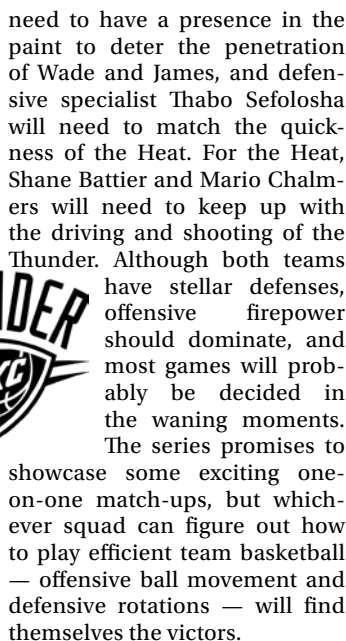 need to have a presence in the
paint to deter the penetration
of Wade and James, and defen-
sive specialist Thabo Sefolosha
will need to match the quick-
ness of the Heat. For the Heat,
Shane Battier and Mario Chalm-
ers will need to keep up with
the driving and shooting of the
Thunder. Although both teams
have stellar defenses,
offensive firepower
should dominate, and
most games will prob-
ably be decided in
the waning moments.
The series promises to
showcase some exciting one-
on-one match-ups, but which-
ever squad can figure out how
to play efficient team basketball
— offensive ball movement and
defensive rotations — will find
themselves the victors.